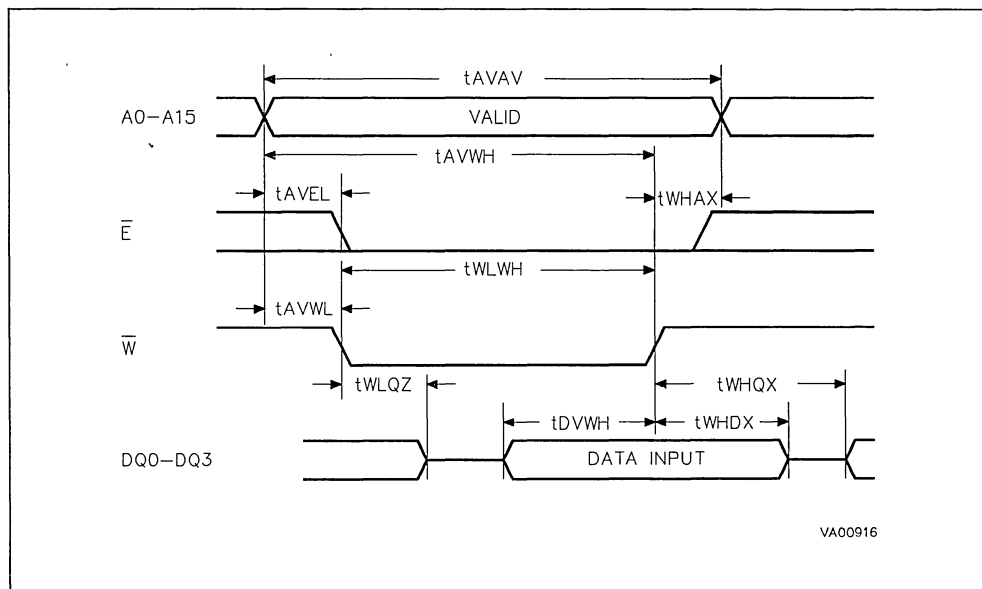 tAVAV
A0-A15 VALID
tAVWH
tAVEL tWHAX
E̅
tWLWH
tAVWL
W̅
tWLQZ tWHQX
tDVWH tWHDX
DQ0-DQ3 DATA INPUT
VA00916